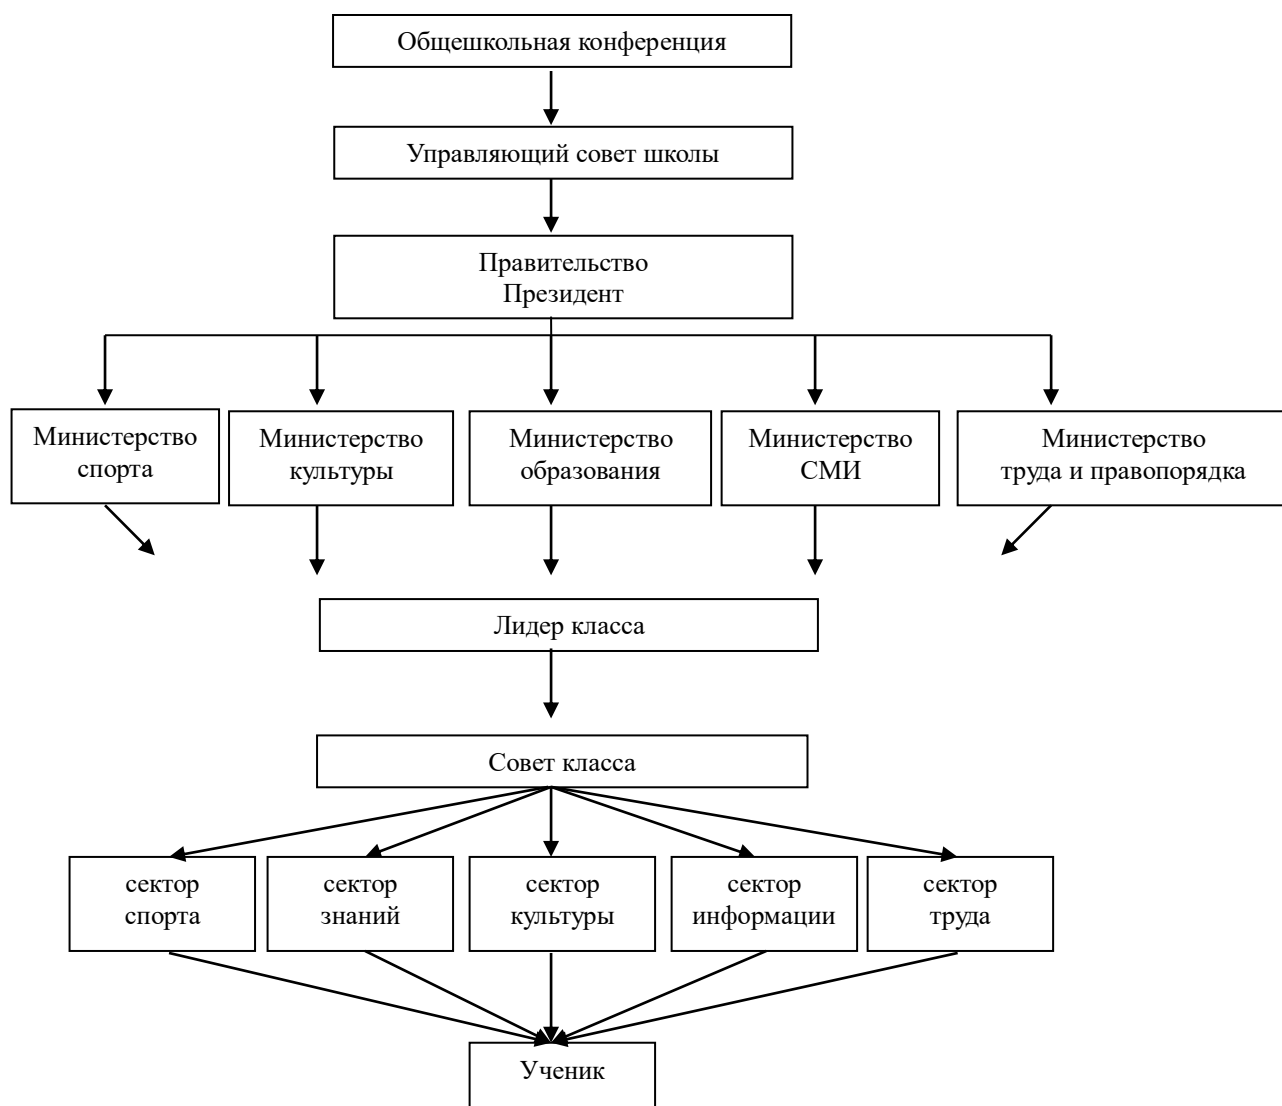 Общешкольная конференция
Управляющий совет школы
Правительство
Президент
Министерство
спорта
Министерство
культуры
Министерство
образования
Министерство
СМИ
Министерство
труда и правопорядка
Лидер класса
Совет класса
сектор
спорта
сектор
знаний
сектор
культуры
сектор
информации
сектор
труда
Ученик